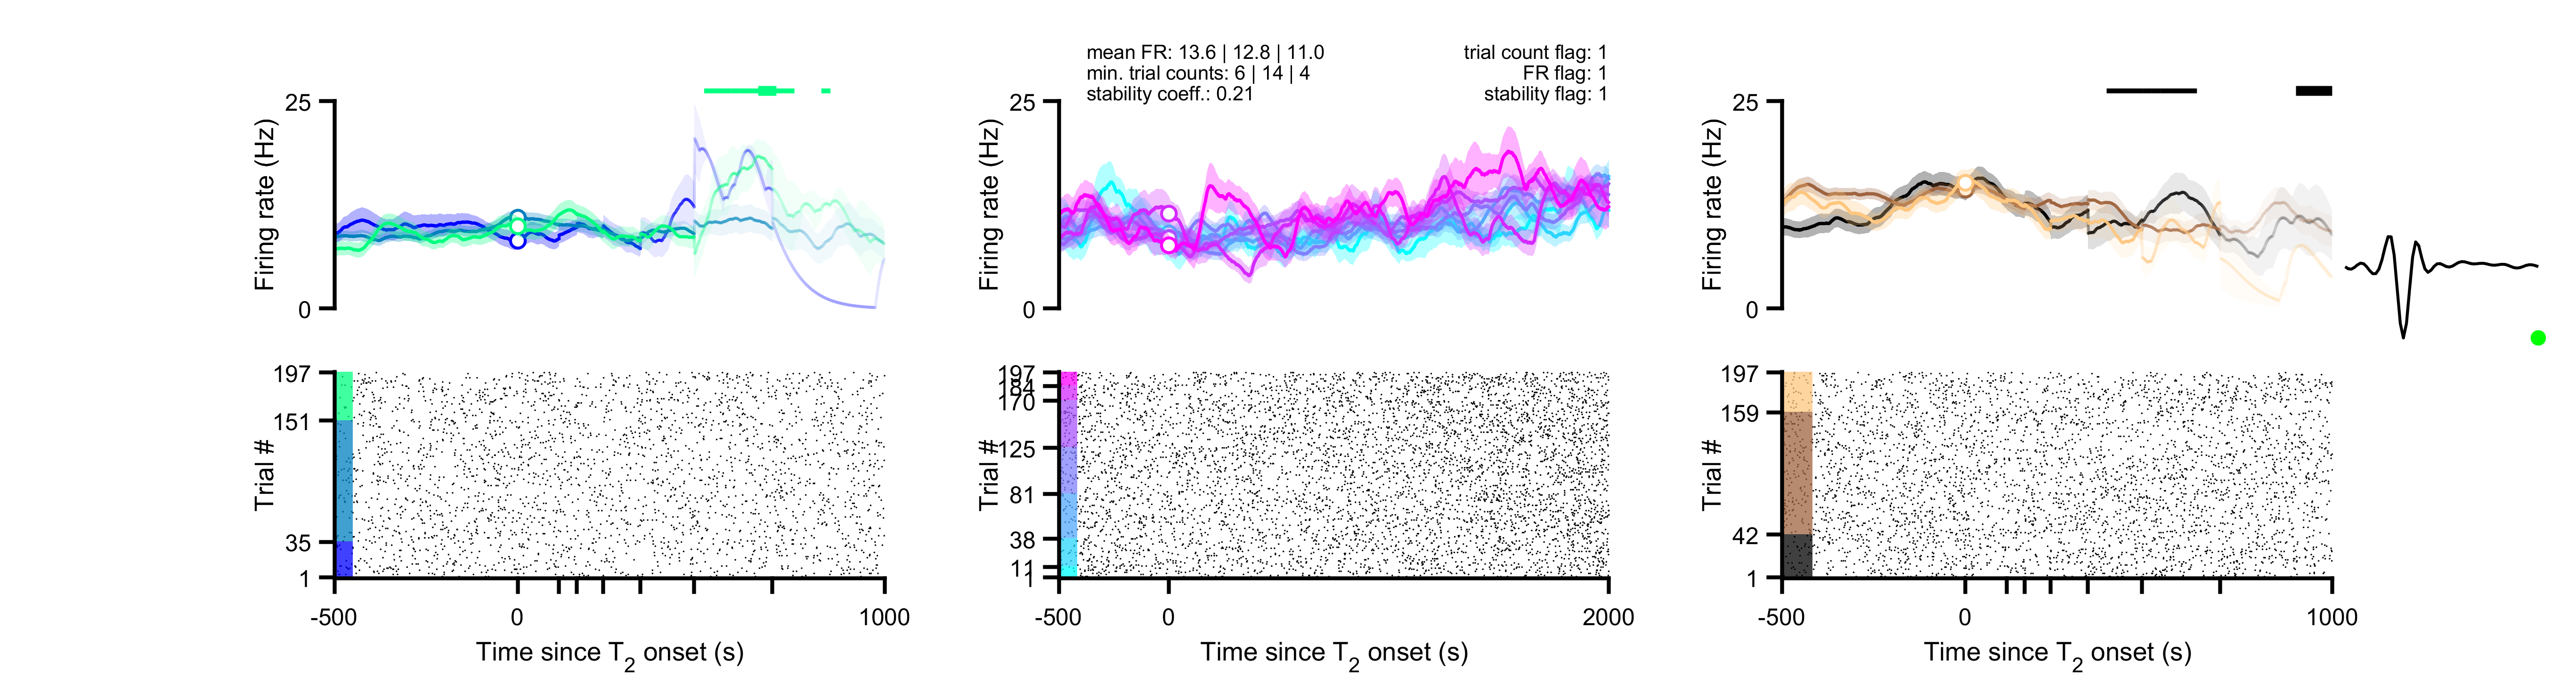 mean FR: 13.6 | 12.8 | 11.0
min. trial counts: 6 | 14 | 4
stability coeff.: 0.21
trial count flag: 1
FR flag: 1
stability flag: 1
25
0
Firing rate (Hz)
25
0
Firing rate (Hz)
25
0
Firing rate (Hz)
197
151
35
1
Trial #
-500
0
1000
Time since T2 onset (s)
197
184
170
125
81
38
11
1
Trial #
-500
0
2000
Time since T2 onset (s)
197
159
42
1
Trial #
-500
0
1000
Time since T2 onset (s)